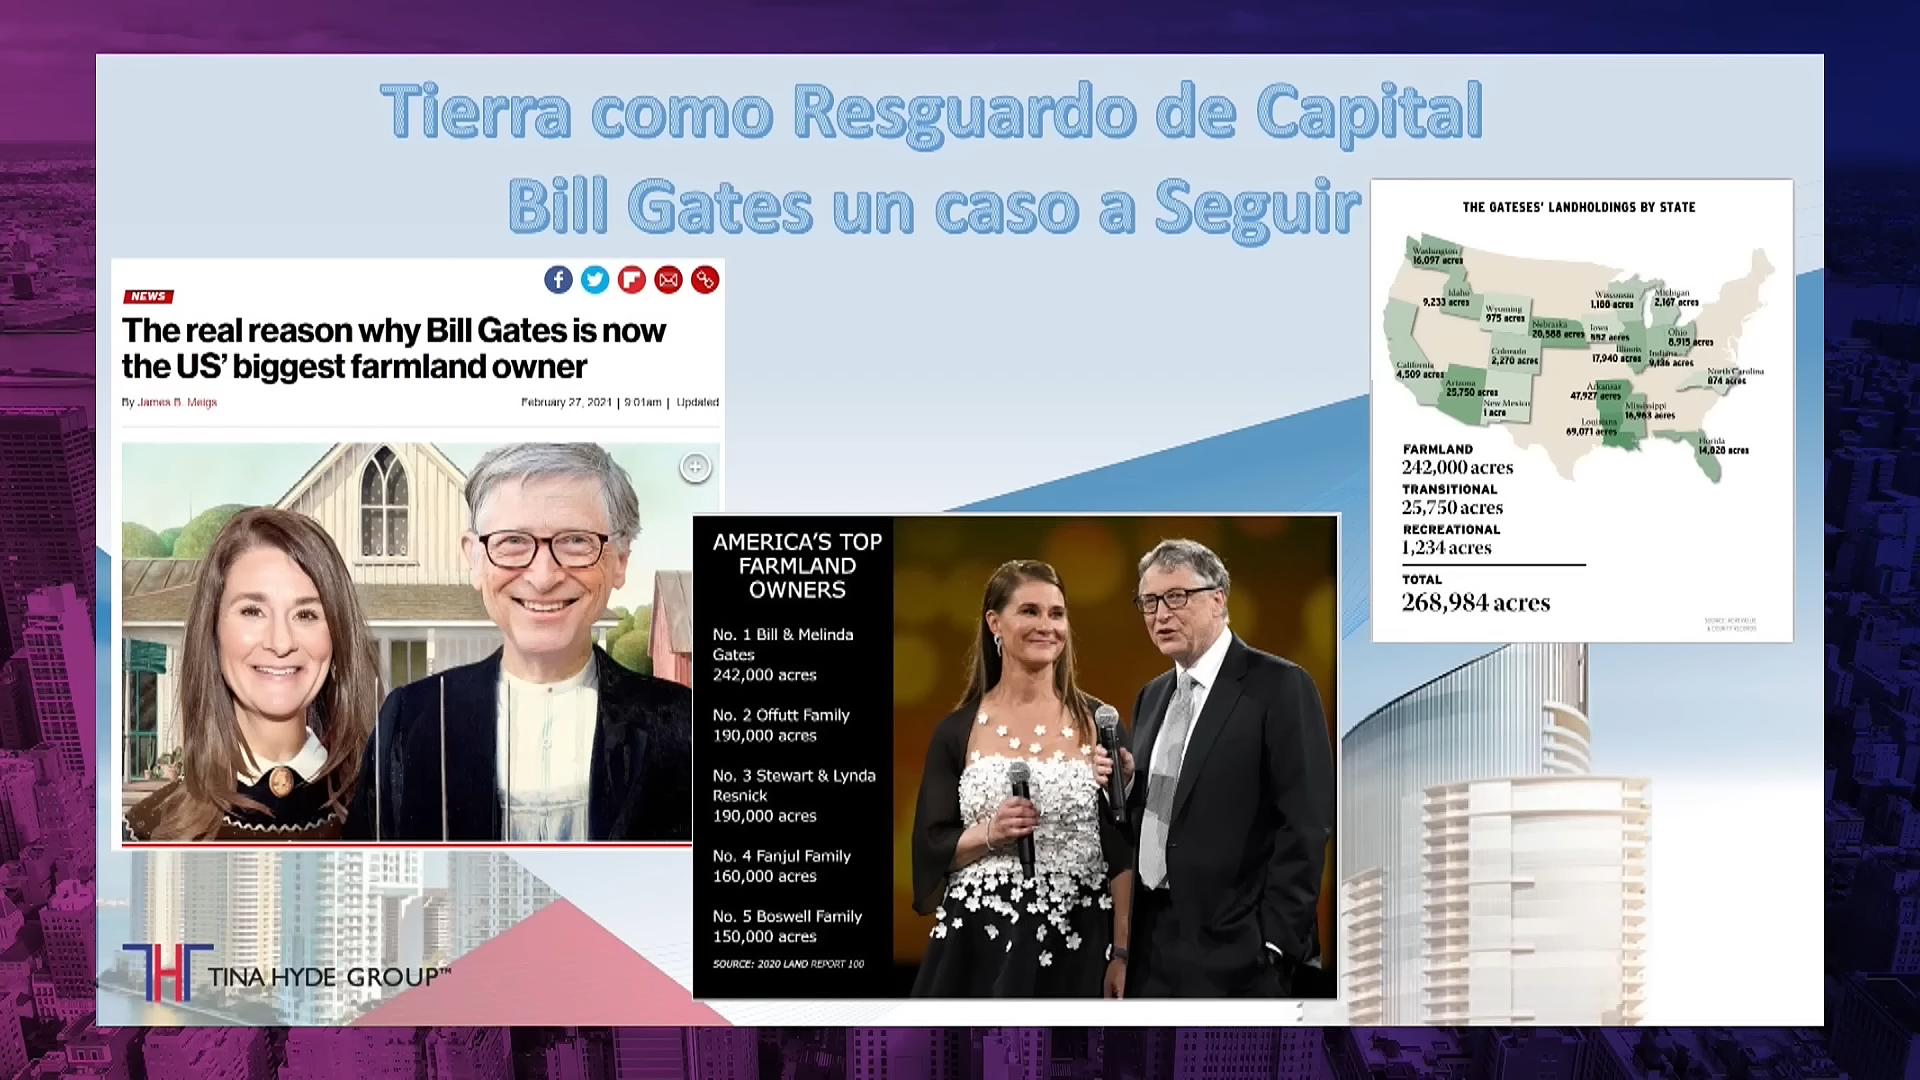 Tierra como Resguardo de Capital
Bill Gates un caso a Seguir
NEWS
The real reason why Bill Gates is now
the US' biggest farmland owner
By James B. Meigs
February 27, 2021 | 9:01am | Updated
AMERICA'S TOP
FARMLAND
OWNERS
No. 1 Bill & Melinda
Gates
242,000 acres
No. 2 Offutt Family
190,000 acres
No. 3 Stewart & Lynda
Resnick
190,000 acres
No. 4 Fanjul Family
160,000 acres
No. 5 Boswell Family
150,000 acres
SOURCE: 2020 LAND REPORT 100
THE GATESES' LANDHOLDINGS BY STATE
Washington
16,097 acres
Idaho
9,233 acres
Wyoming
975 acres
Nebraska
20,588 acres
Iowa
552 acres
Wisconsin
1,188 acres
Michigan
2,167 acres
Ohio
8,915 acres
Illinois
17,940 acres
Indiana
9,136 acres
Colorado
2,270 acres
California
4,509 acres
Arizona
25,750 acres
New Mexico
1 acre
Arkansas
47,927 acres
North Carolina
874 acres
Mississippi
16,963 acres
Louisiana
69,071 acres
Florida
14,828 acres
FARMLAND
242,000 acres
TRANSITIONAL
25,750 acres
RECREATIONAL
1,234 acres
TOTAL
268,984 acres
THG
TINA HYDE GROUP™